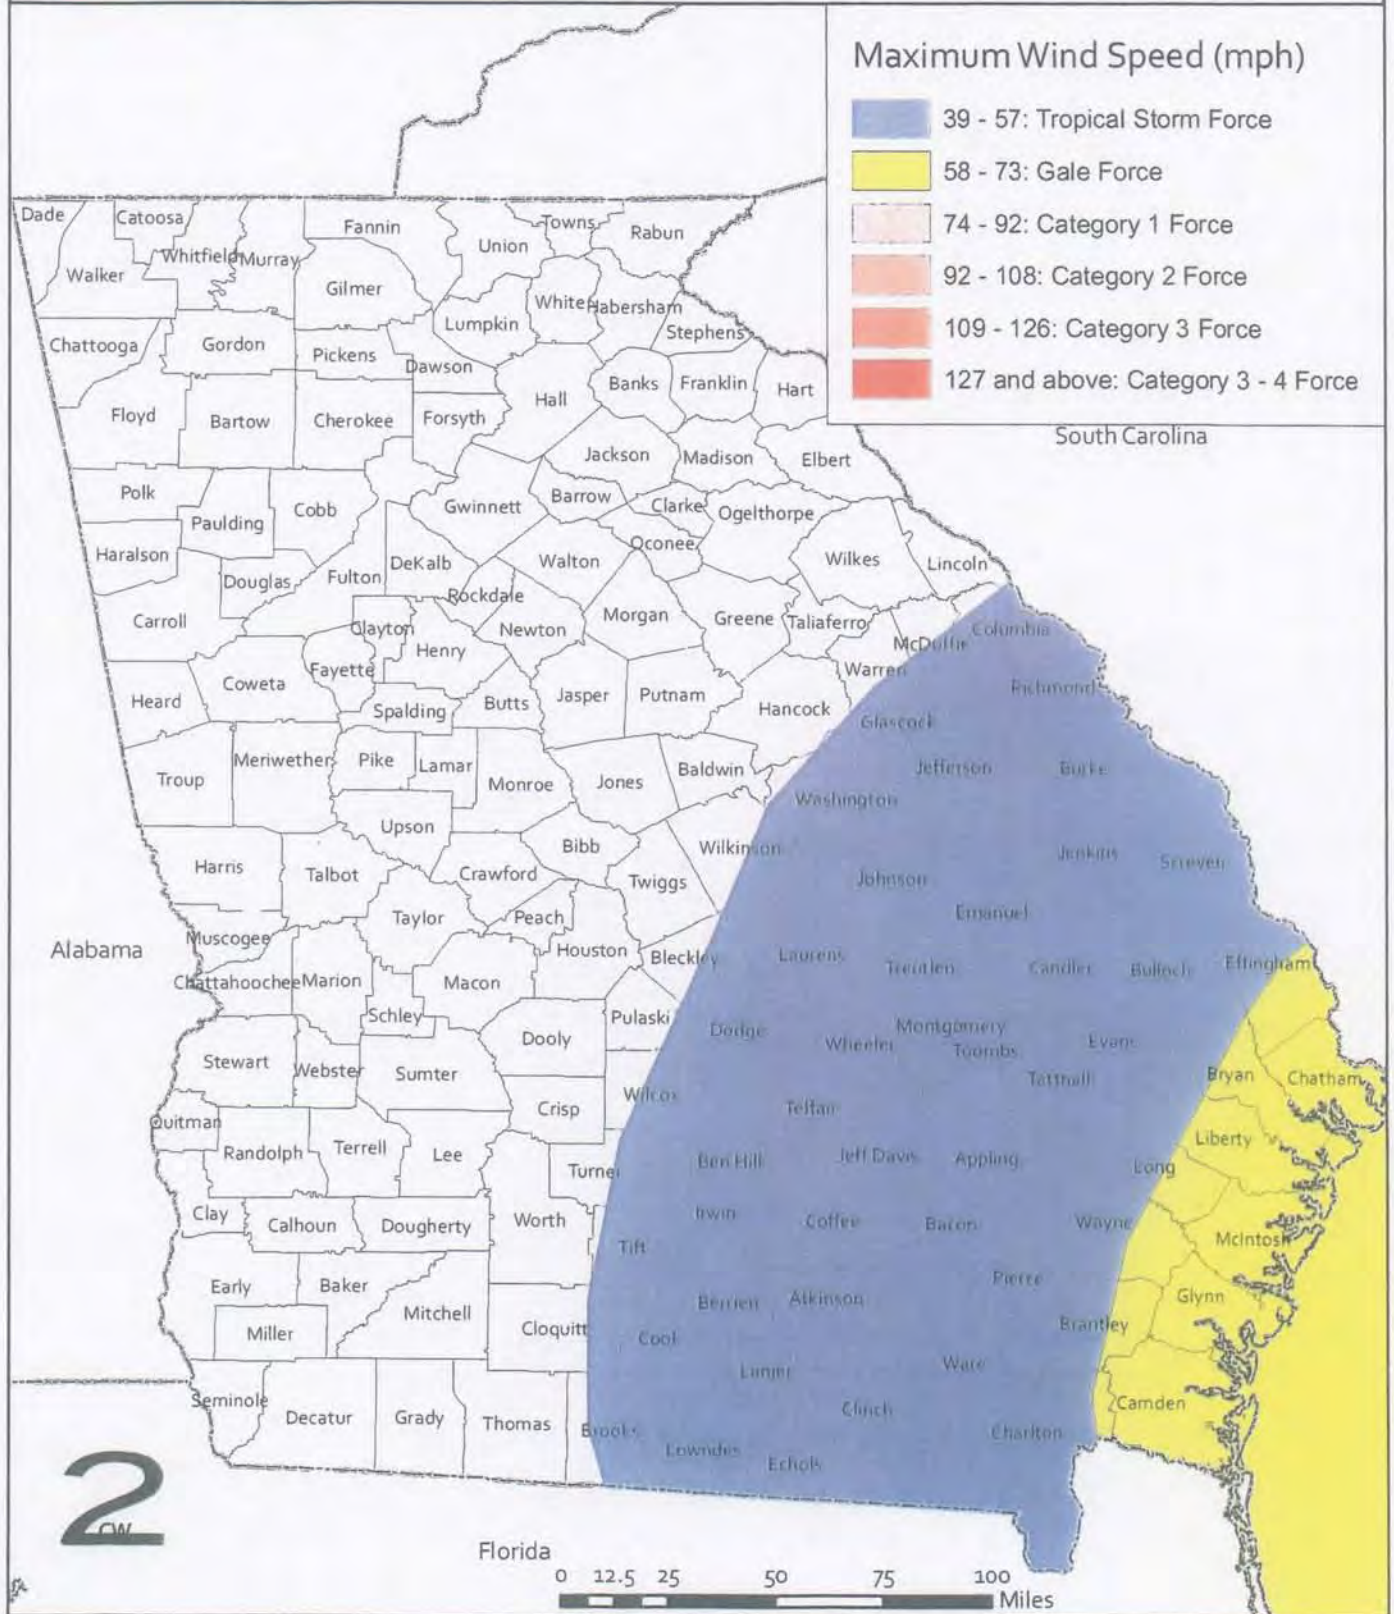 Maximum Wind Speed (mph)
39 - 57: Tropical Storm Force
58 - 73: Gale Force
74 - 92: Category 1 Force
92 - 108: Category 2 Force
109 - 126: Category 3 Force
127 and above: Category 3 - 4 Force
South Carolina
Dade
Catoosa
Fannin
Towns
Union
Rabun
Whitfield
Murray
Walker
Gilmer
White
Habersham
Lumpkin
Stephens
Chattooga
Gordon
Pickens
Dawson
Banks
Franklin
Hart
Hall
Floyd
Bartow
Cherokee
Forsyth
Jackson
Madison
Elbert
Polk
Paulding
Cobb
Gwinnett
Barrow
Clarke
Ogelthorpe
Oconee
Haralson
Douglas
Fulton
DeKalb
Walton
Wilkes
Lincoln
Rockdale
Carroll
Clayton
Henry
Newton
Morgan
Greene
Taliaferro
Columbia
McDuffie
Warren
Fayette
Coweta
Heard
Spalding
Butts
Jasper
Putnam
Hancock
Richmond
Glascock
Troup
Meriwether
Pike
Lamar
Monroe
Jones
Baldwin
Jefferson
Burke
Washington
Upson
Bibb
Wilkinson
Harris
Talbot
Crawford
Twiggs
Johnson
Jenkins
Screven
Taylor
Peach
Emanuel
Muscogee
Houston
Bleckley
Laurens
Treutlen
Candler
Bulloch
Effingham
Alabama
Chattahoochee
Marion
Macon
Schley
Dooly
Pulaski
Dodge
Wheeler
Montgomery
Toombs
Evans
Tattnall
Bryan
Chatham
Stewart
Webster
Sumter
Crisp
Wilcox
Telfair
Liberty
Quitman
Randolph
Terrell
Lee
Turner
Ben Hill
Jeff Davis
Appling
Long
Clay
Calhoun
Dougherty
Worth
Irwin
Coffee
Bacon
Wayne
McIntosh
Tift
Early
Baker
Mitchell
Berrien
Atkinson
Pierce
Glynn
Miller
Cloquitt
Cool
Lanier
Ware
Brantley
Seminole
Decatur
Grady
Thomas
Brooks
Lowndes
Echols
Clinch
Charlton
Camden
2
CW
Florida
0 12.5 25 50 75 100
Miles